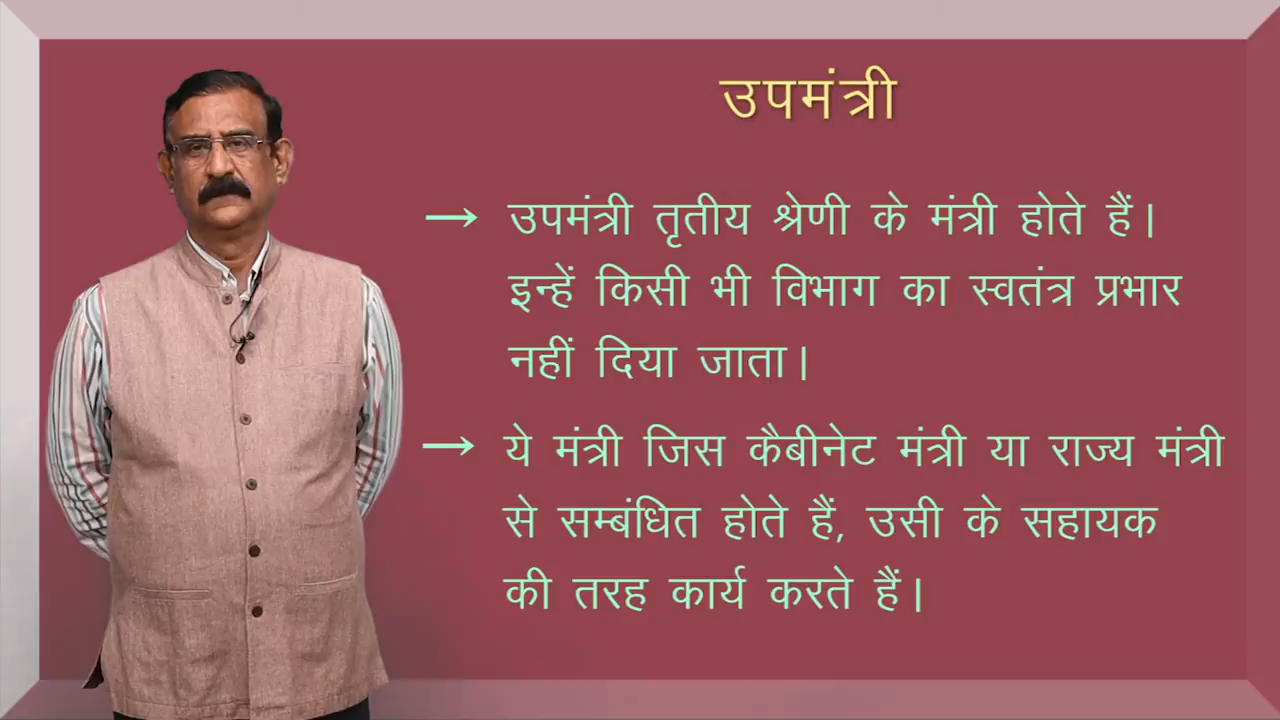 उपमंत्री
→ उपमंत्री तृतीय श्रेणी के मंत्री होते हैं।
इन्हें किसी भी विभाग का स्वतंत्र प्रभार
नहीं दिया जाता।
→ ये मंत्री जिस कैबीनेट मंत्री या राज्य मंत्री
से सम्बंधित होते हैं, उसी के सहायक
की तरह कार्य करते हैं।